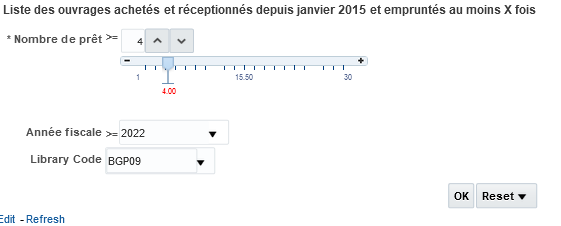 Liste des ouvrages achetés et réceptionnés depuis janvier 2015 et empruntés au moins X fois
* Nombre de prêt >= 4
- +
1 15.50 30
4.00
Année fiscale >= 2022
Library Code BGP09
OK Reset
Edit - Refresh